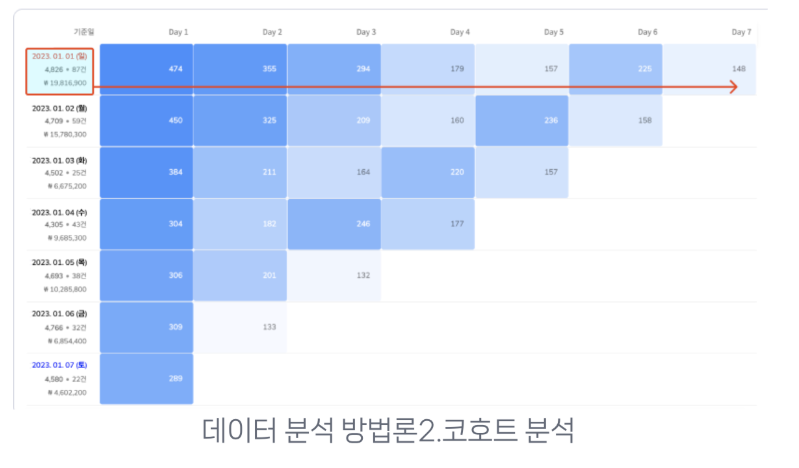 기준일 Day 1 Day 2 Day 3 Day 4 Day 5 Day 6 Day 7
2023. 01. 01 (일)
4,826 • 87건
₩ 19,816,900
474 355 294 179 157 225 148
2023. 01. 02 (월)
4,709 • 59건
₩ 15,780,300
450 325 209 160 236 158
2023. 01. 03 (화)
4,502 • 25건
₩ 6,675,200
384 211 164 220 157
2023. 01. 04 (수)
4,305 • 43건
₩ 9,685,300
304 182 246 177
2023. 01. 05 (목)
4,693 • 38건
₩ 10,285,800
306 201 132
2023. 01. 06 (금)
4,766 • 32건
₩ 6,854,400
309 133
2023. 01. 07 (토)
4,580 • 22건
₩ 4,602,200
289
데이터 분석 방법론2.코호트 분석